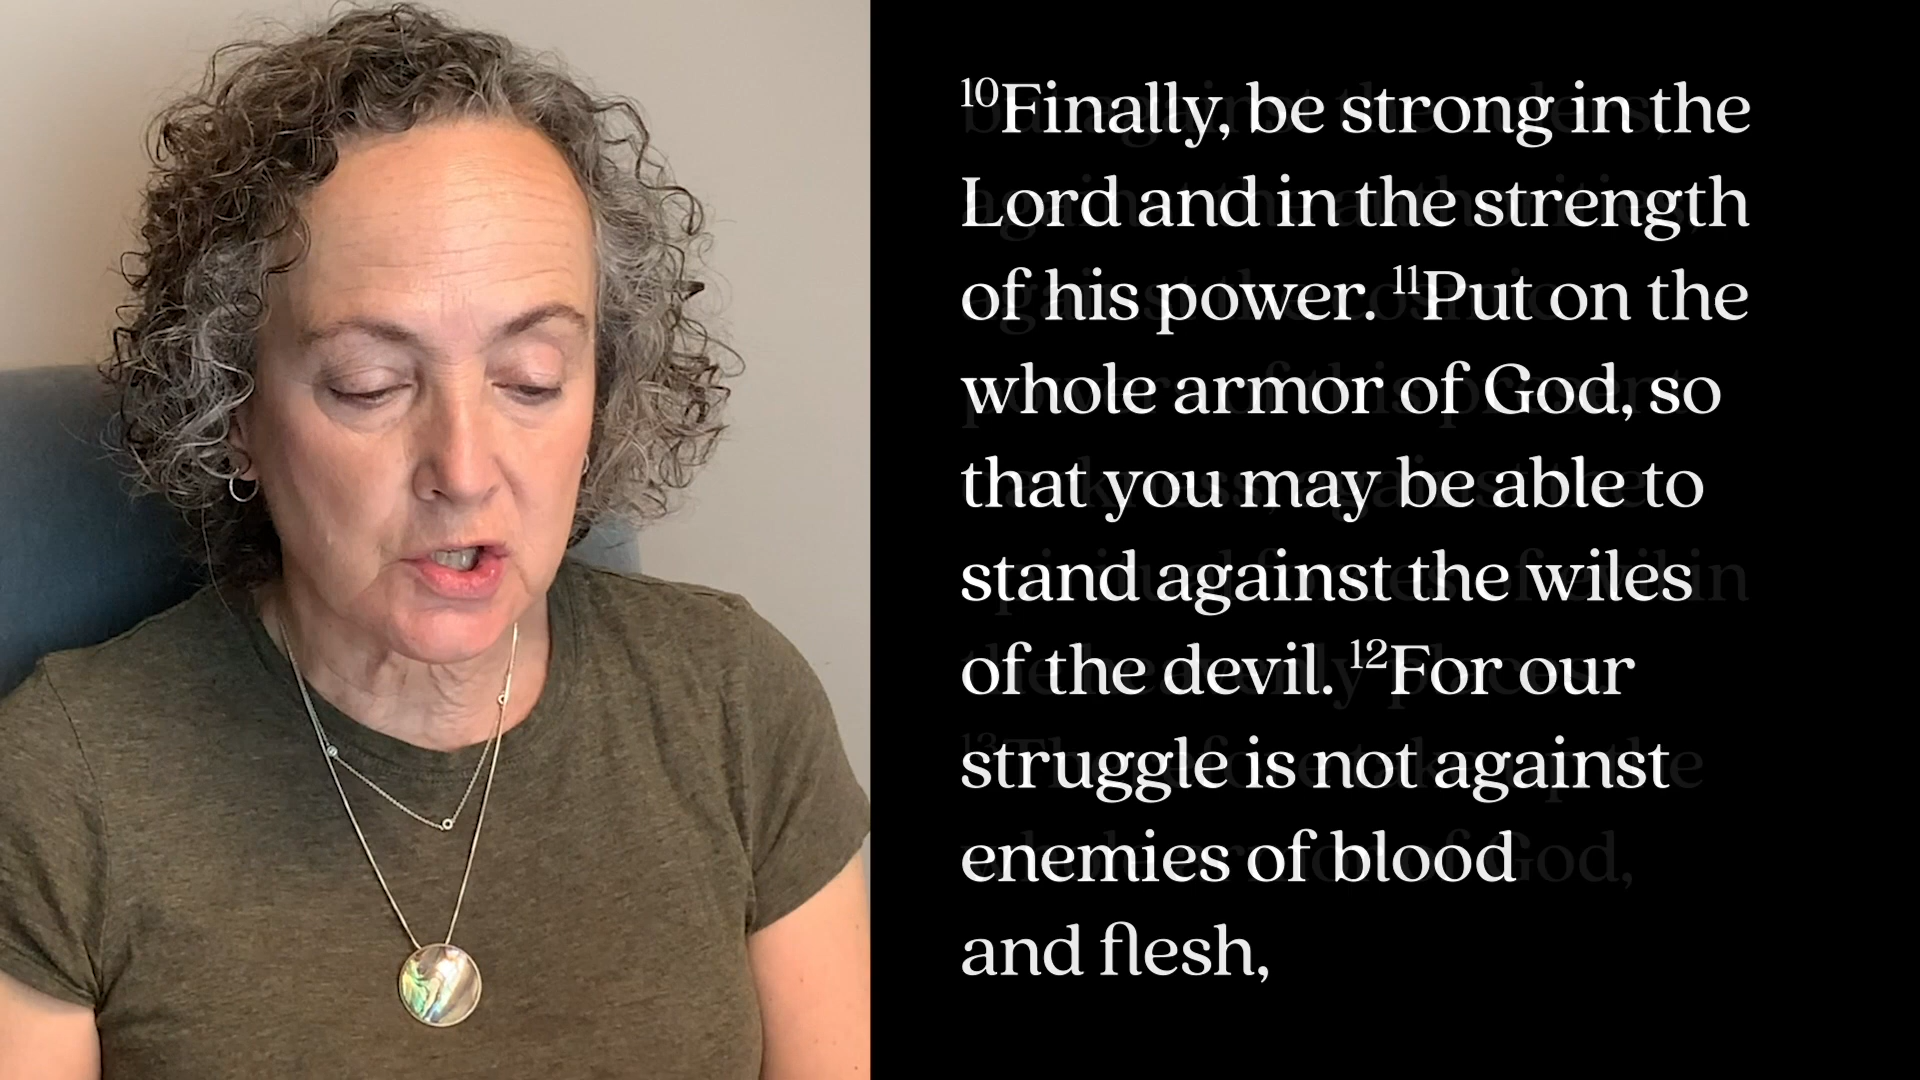 ¹⁰Finally, be strong in the
Lord and in the strength
of his power. ¹¹Put on the
whole armor of God, so
that you may be able to
stand against the wiles
of the devil. ¹²For our
struggle is not against
enemies of blood
and flesh,